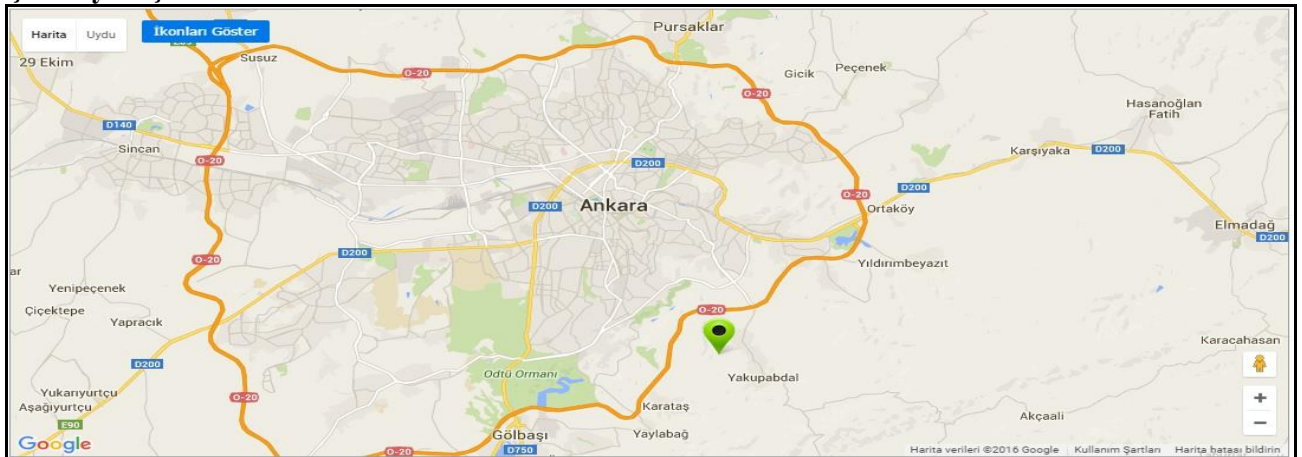 Harita Uydu
İkonları Göster
Pursaklar
29 Ekim
Susuz
O-20
Gicik
Peçenek
O-20
Hasanoğlan
Fatih
D140
Sincan
O-20
D200
Karşıyaka
D200
D200
O-20
D200
Ankara
Ortaköy
Elmadağ
D200
D200
O-20
Yıldırımbeyazıt
ar
Yenipeçenek
Çiçektepe
Yapracık
O-20
Karacahasan
D200
Odtü Ormanı
Yakupabdal
Yukarıyurtçu
Aşağıyurtçu
O-20
Karataş
Akçaali
E90
Google
Gölbaşı
Yaylabağ
O-20
D750
Harita verileri ©2016 Google
Kullanım Şartları
Harita hatası bildirin